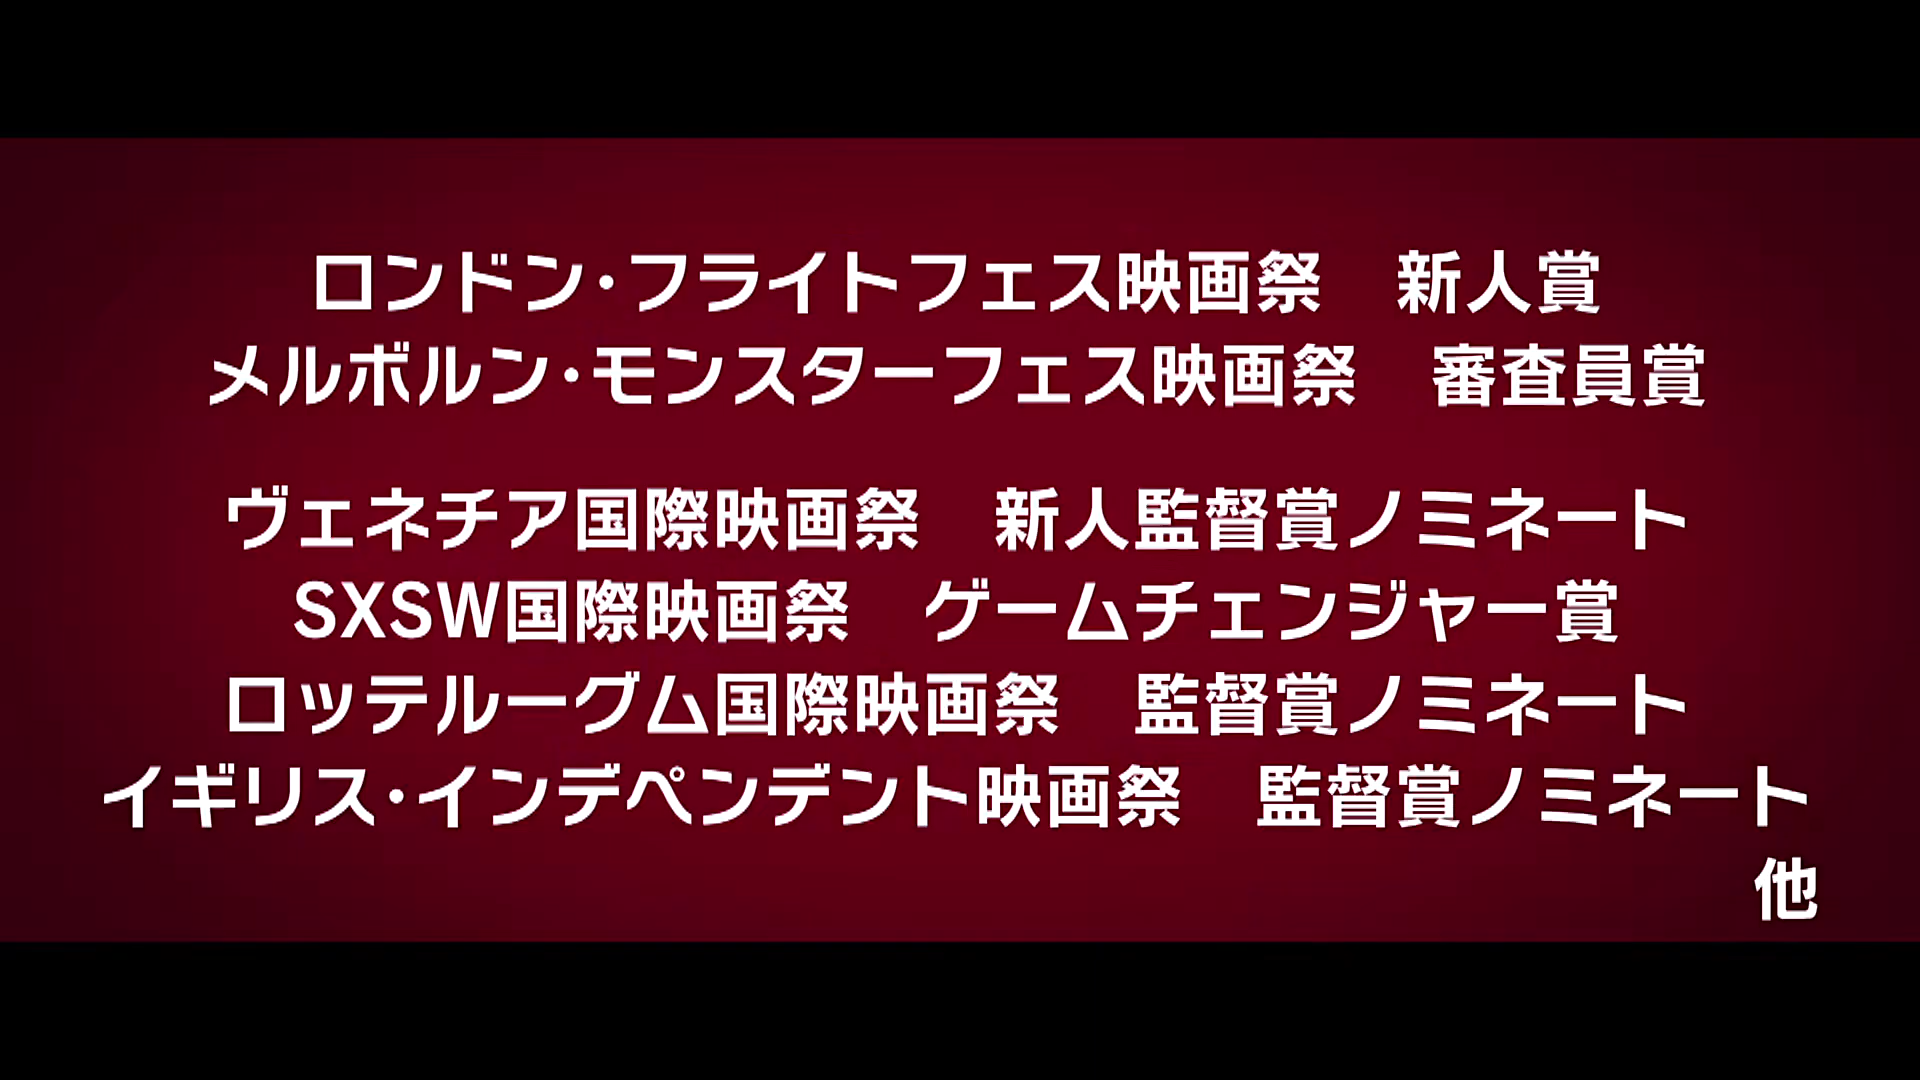 ロンドン・フライトフェス映画祭　新人賞
メルボルン・モンスターフェス映画祭　審査員賞
ヴェネチア国際映画祭　新人監督賞ノミネート
SXSW国際映画祭　ゲームチェンジャー賞
ロッテルーグム国際映画祭　監督賞ノミネート
イギリス・インデペンデント映画祭　監督賞ノミネート
他